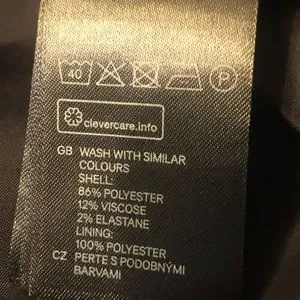 40 P
clevercare.info
GB WASH WITH SIMILAR
COLOURS
SHELL:
86% POLYESTER
12% VISCOSE
2% ELASTANE
LINING:
100% POLYESTER
CZ PERTE S PODOBNÝMI
BARVAMI